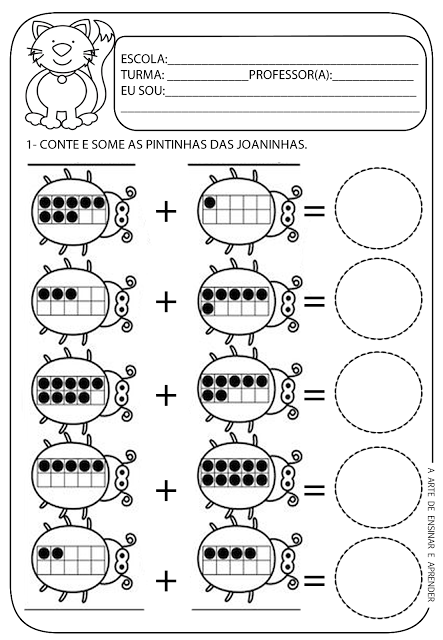 ESCOLA:
TURMA: PROFESSOR(A):
EU SOU:
1- CONTE E SOME AS PINTINHAS DAS JOANINHAS.
+ =
+ =
+ =
+ =
+ =
A ARTE DE ENSINAR E APRENDER